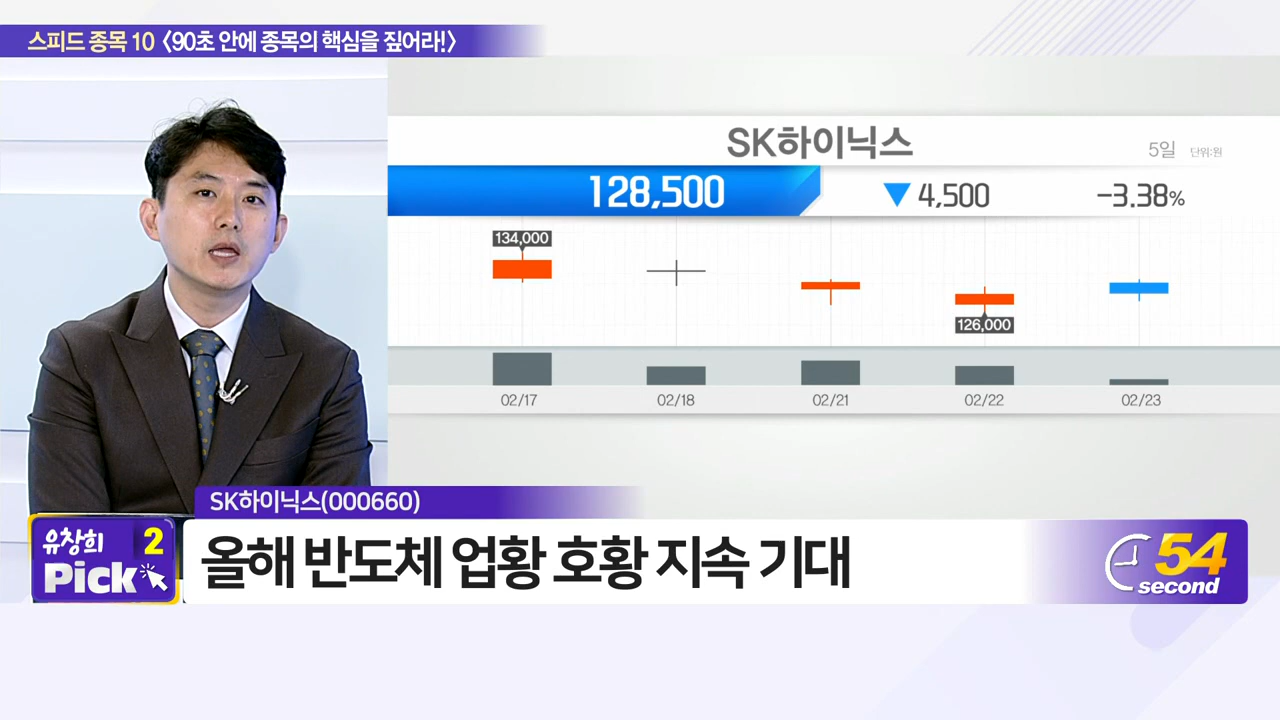 스피드 종목 10 〈90초 안에 종목의 핵심을 짚어라!〉
SK하이닉스
5일 단위:원
128,500 ▼ 4,500 -3.38%
134,000
126,000
02/17 02/18 02/21 02/22 02/23
SK하이닉스(000660)
유창희 2
Pick
올해 반도체 업황 호황 지속 기대
54
second